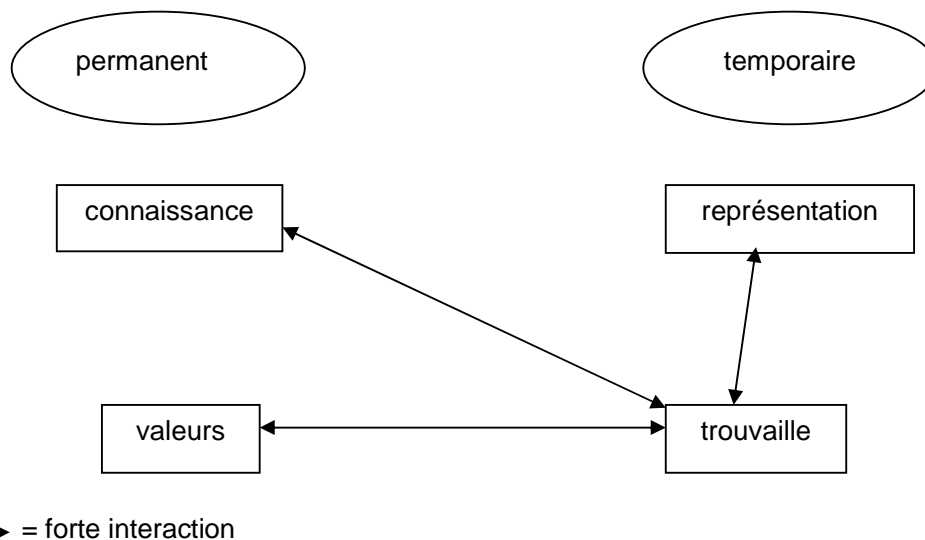 permanent
temporaire
connaissance
représentation
valeurs
trouvaille
= forte interaction